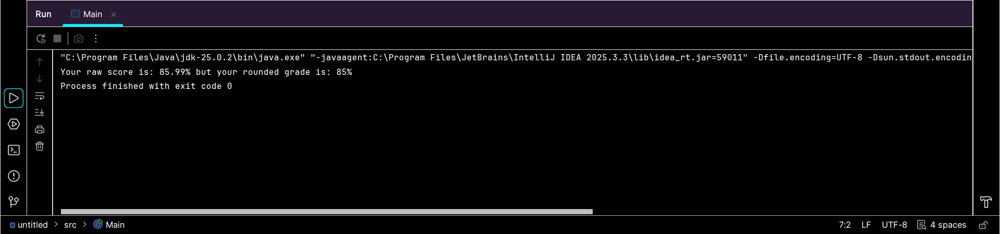 Run Main
"C:\Program Files\Java\jdk-25.0.2\bin\java.exe" "-javaagent:C:\Program Files\JetBrains\IntelliJ IDEA 2025.3.3\lib\idea_rt.jar=59011" -Dfile.encoding=UTF-8 -Dsun.stdout.encodin
Your raw score is: 85.99% but your rounded grade is: 85%
Process finished with exit code 0
untitled > src > Main 7:2 LF UTF-8 4 spaces